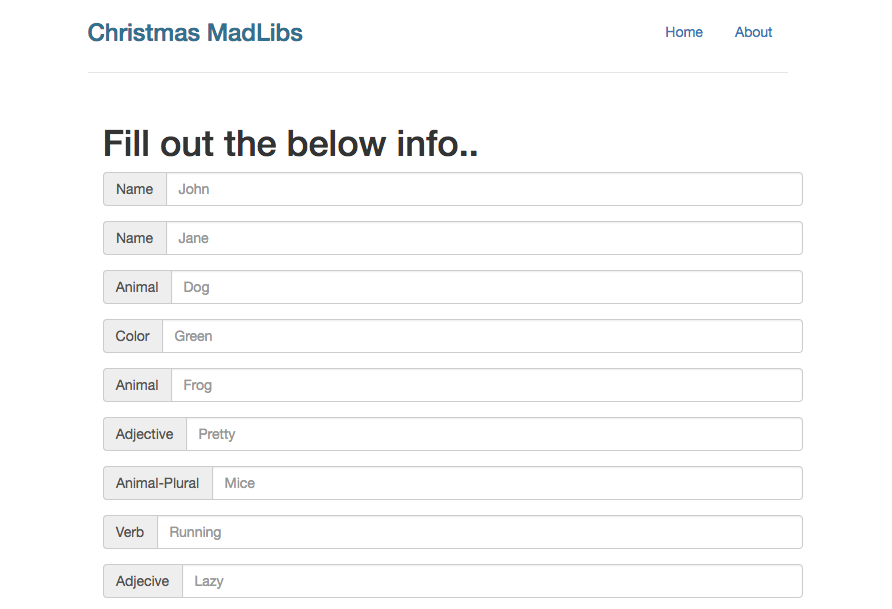 Christmas MadLibs
Home About
Fill out the below info..
Name John
Name Jane
Animal Dog
Color Green
Animal Frog
Adjective Pretty
Animal-Plural Mice
Verb Running
Adjecive Lazy